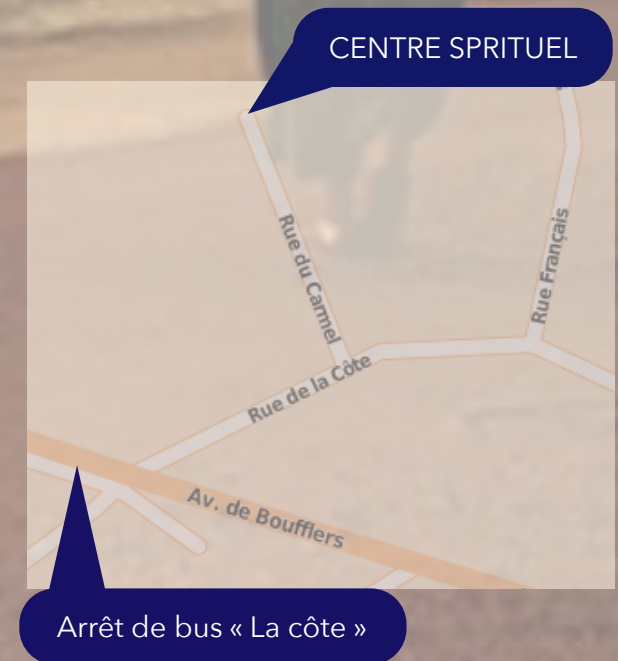 CENTRE SPRITUEL
Rue du Carmel
Rue Français
Rue de la Côte
Av. de Boufflers
Arrêt de bus « La côte »